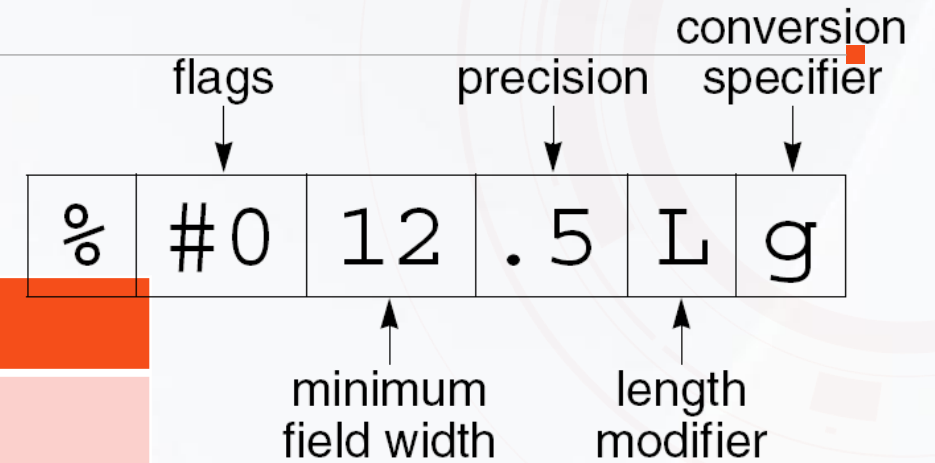 conversion
flags precision specifier
% #0 12 .5 L g
minimum length
field width modifier